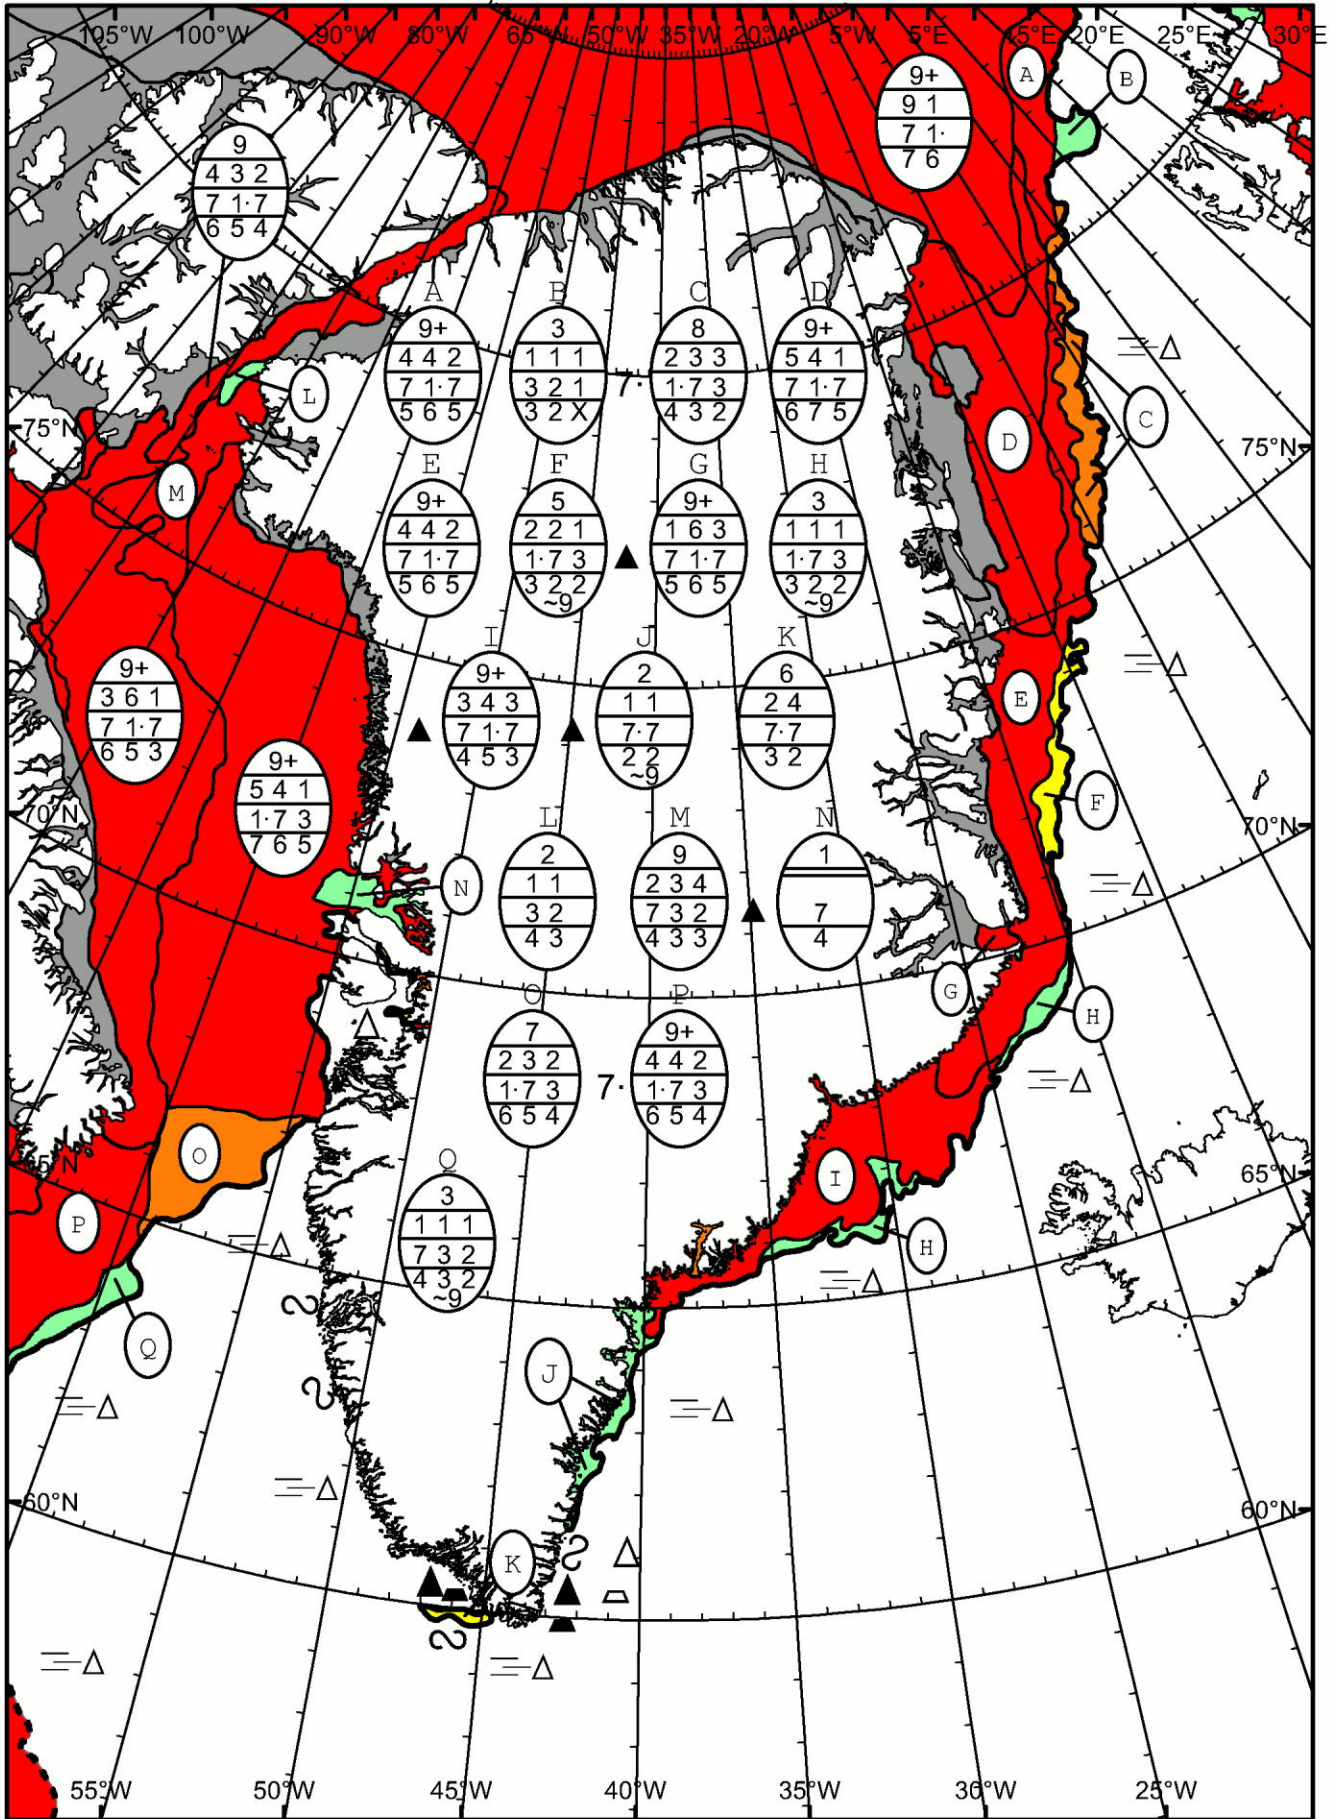 105°W 100°W 90°W 80°W 65°W 50°W 35°W 20°W 5°W 5°E 15°E 20°E 25°E 30°E
A
B
9+
9 1
7 1·
7 6
9
4 3 2
7 1·7
6 5 4
A B C D
9+ 3 8 9+
4 4 2 1 1 1 2 3 3 5 4 1
7 1·7 3 2 1 7· 1·7 3 7 1·7
5 6 5 3 2 X 4 3 2 6 7 5
L
C
D
75°N 75°N
M
E F G H
9+ 5 9+ 3
4 4 2 2 2 1 1 6 3 1 1 1
7 1·7 1·7 3 7 1·7 1·7 3
5 6 5 3 2 2 5 6 5 3 2 2
~9 ~9
I J K
9+ 2 6
3 4 3 1 1 2 4
7 1·7 7·7 7·7
4 5 3 2 2 3 2
~9
9+
3 6 1
7 1·7
6 5 3
E
9+
5 4 1
1·7 3
7 6 5
F
70°N 70°N
L M N
2 9 1
1 1 2 3 4
3 2 7 3 2 7
4 3 4 3 3 4
N
G
H
O P
7 9+
2 3 2 4 4 2
1·7 3 7· 1·7 3
6 5 4 6 5 4
O
65°N 65°N
I
P
H
Q
3
1 1 1
7 3 2
4 3 2
~9
Q
J
60°N 60°N
K
55°W 50°W 45°W 40°W 35°W 30°W 25°W